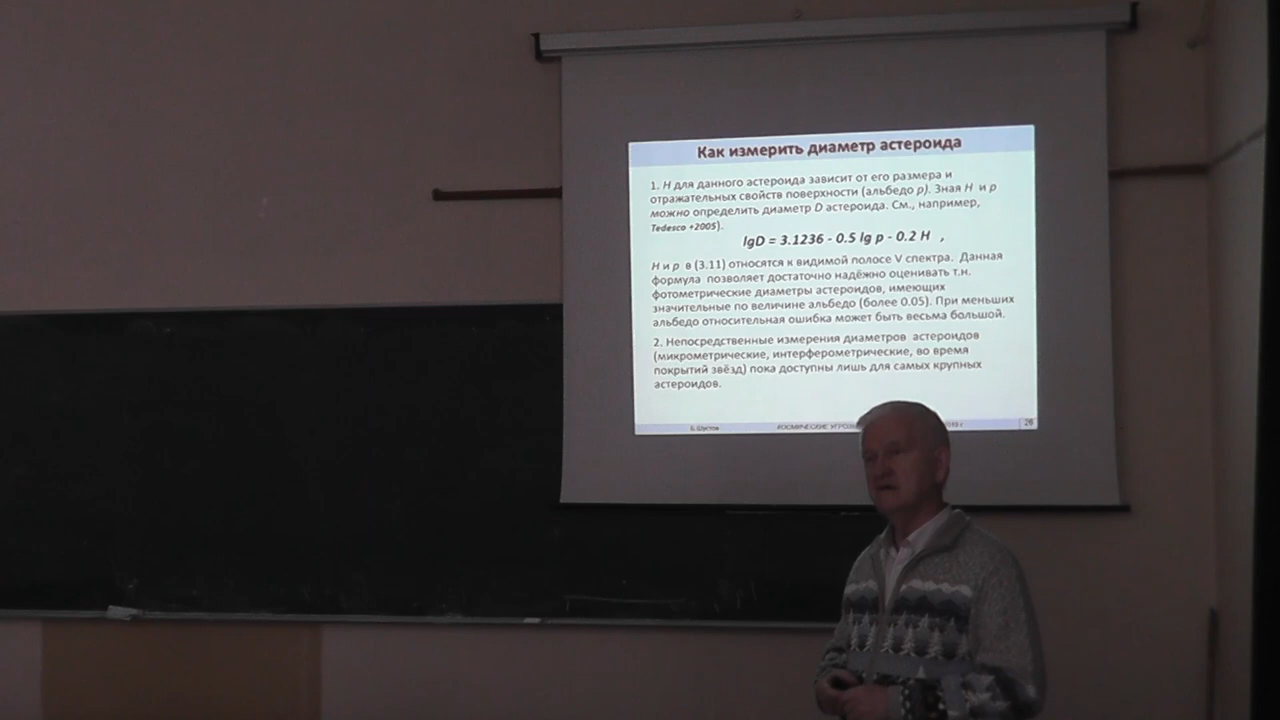 Как измерить диаметр астероида
1. H для данного астероида зависит от его размера и
отражательных свойств поверхности (альбедо p). Зная H и p
можно определить диаметр D астероида. См., например,
Tedesco +2005).
lgD = 3.1236 - 0.5 lg p - 0.2 H ,
H и p в (3.11) относятся к видимой полосе V спектра. Данная
формула позволяет достаточно надёжно оценивать т.н.
фотометрические диаметры астероидов, имеющих
значительные по величине альбедо (более 0.05). При меньших
альбедо относительная ошибка может быть весьма большой.
2. Непосредственные измерения диаметров астероидов
(микрометрические, интерферометрические, во время
покрытий звёзд) пока доступны лишь для самых крупных
астероидов.
Б.Шустов КОСМИЧЕСКИЕ 26